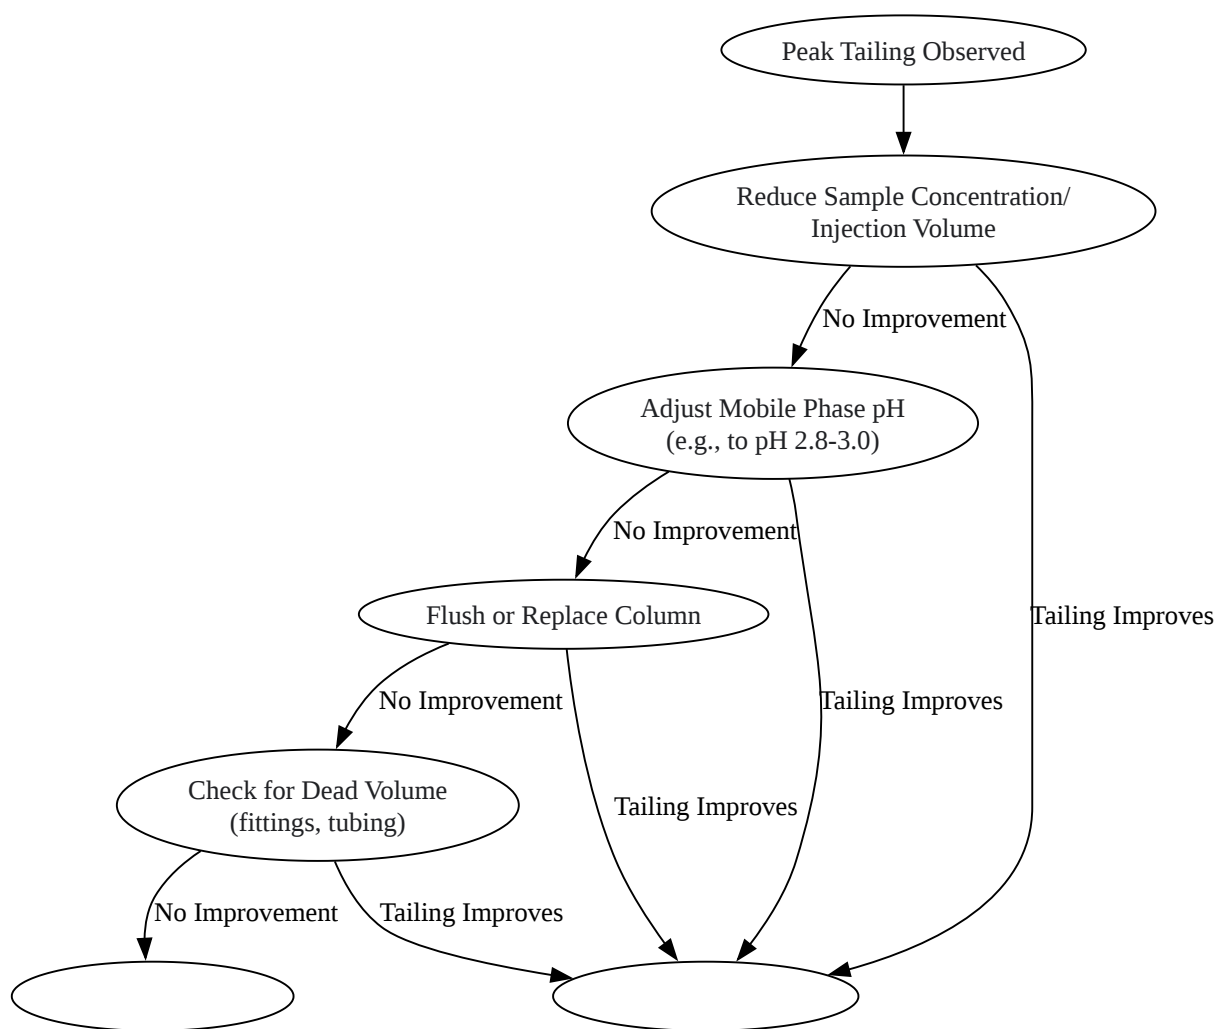 Peak Tailing Observed
Reduce Sample Concentration/
Injection Volume
No Improvement
Adjust Mobile Phase pH
(e.g., to pH 2.8-3.0)
No Improvement
Flush or Replace Column
Tailing Improves
No Improvement
Tailing Improves
Check for Dead Volume
(fittings, tubing)
Tailing Improves
No Improvement
Tailing Improves